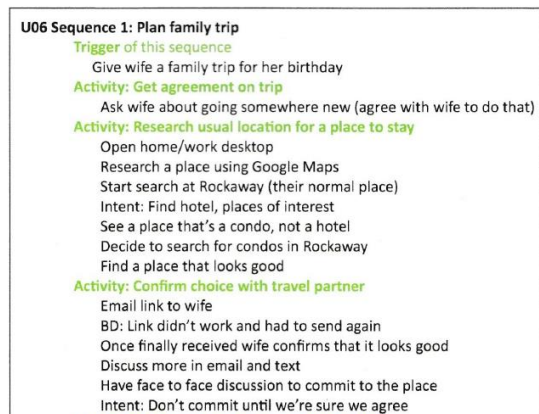 U06 Sequence 1: Plan family trip
Trigger of this sequence
Give wife a family trip for her birthday
Activity: Get agreement on trip
Ask wife about going somewhere new (agree with wife to do that)
Activity: Research usual location for a place to stay
Open home/work desktop
Research a place using Google Maps
Start search at Rockaway (their normal place)
Intent: Find hotel, places of interest
See a place that's a condo, not a hotel
Decide to search for condos in Rockaway
Find a place that looks good
Activity: Confirm choice with travel partner
Email link to wife
BD: Link didn't work and had to send again
Once finally received wife confirms that it looks good
Discuss more in email and text
Have face to face discussion to commit to the place
Intent: Don't commit until we're sure we agree